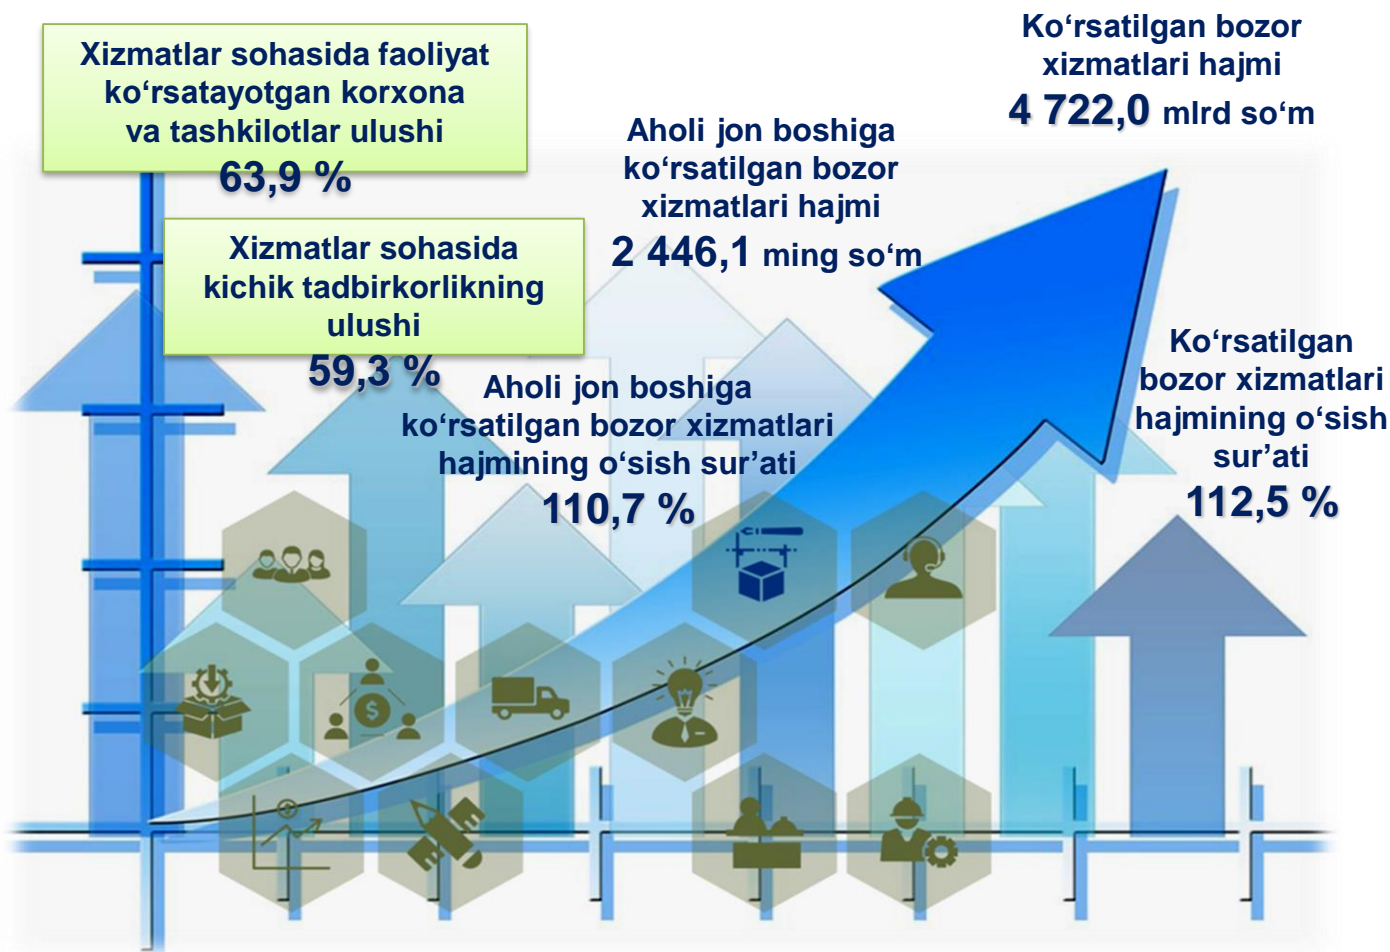 Xizmatlar sohasida faoliyat
ko‘rsatayotgan korxona
va tashkilotlar ulushi
63,9 %
Xizmatlar sohasida
kichik tadbirkorlikning
ulushi
59,3 %
Aholi jon boshiga
ko‘rsatilgan bozor
xizmatlari hajmi
2 446,1 ming so‘m
Ko‘rsatilgan bozor
xizmatlari hajmi
4 722,0 mlrd so‘m
Aholi jon boshiga
ko‘rsatilgan bozor xizmatlari
hajmining o‘sish sur’ati
110,7 %
Ko‘rsatilgan
bozor xizmatlari
hajmining o‘sish
sur’ati
112,5 %